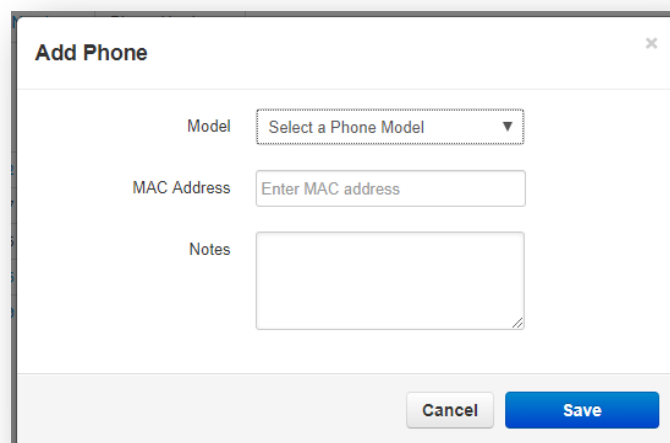 Add Phone
×
Model
Select a Phone Model
MAC Address
Enter MAC address
Notes
Cancel
Save